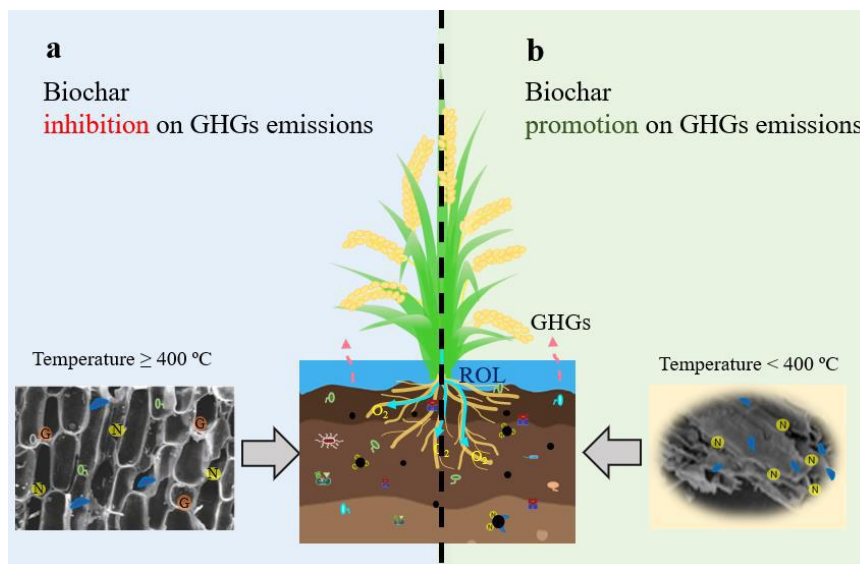 a
Biochar
inhibition on GHGs emissions
b
Biochar
promotion on GHGs emissions
GHGs
Temperature ≥ 400 ºC
Temperature < 400 ºC
ROL
O₂
O₂
G
N
G
N
N
G
N
N
N
N
N
N
N